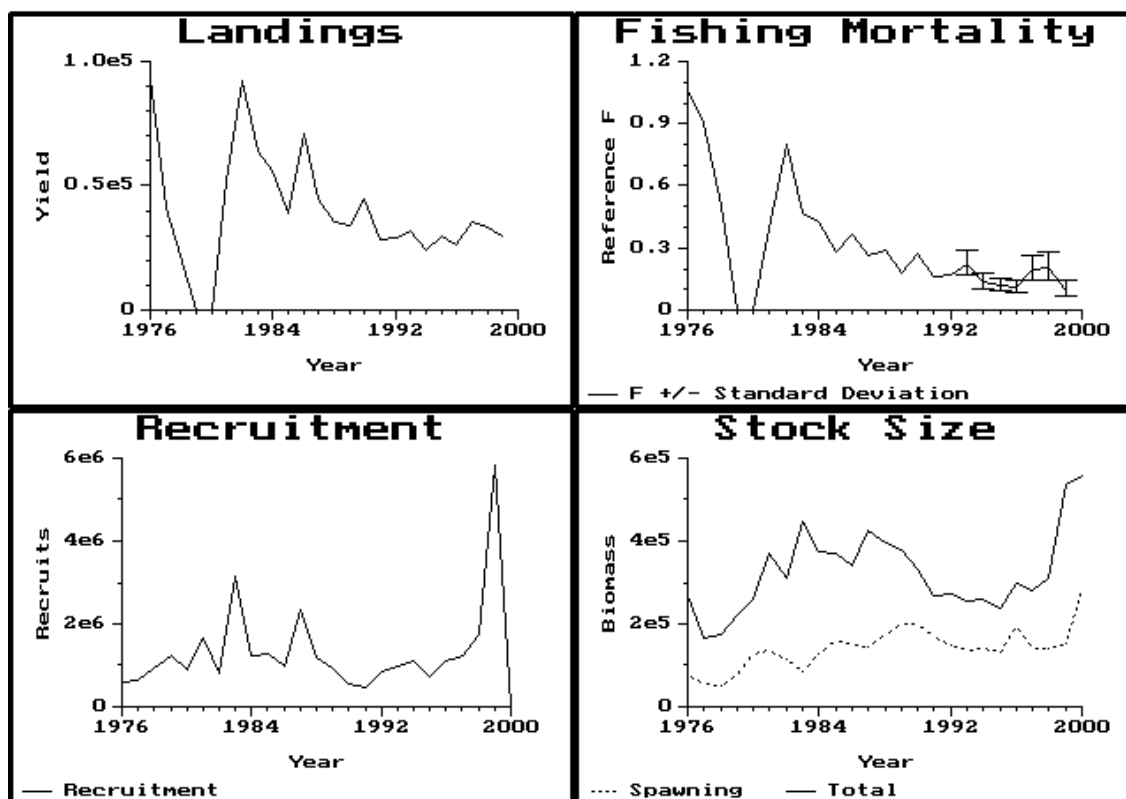 Landings
1.0e5
Yield
0.5e5
0
1976 1984 1992 2000
Year
Fishing Mortality
1.2
0.9
Reference F
0.6
0.3
0
1976 1984 1992 2000
Year
— F +/- Standard Deviation
Recruitment
6e6
4e6
Recruits
2e6
0
1976 1984 1992 2000
Year
— Recruitment
Stock Size
6e5
4e5
Biomass
2e5
0
1976 1984 1992 2000
Year
Spawning — Total